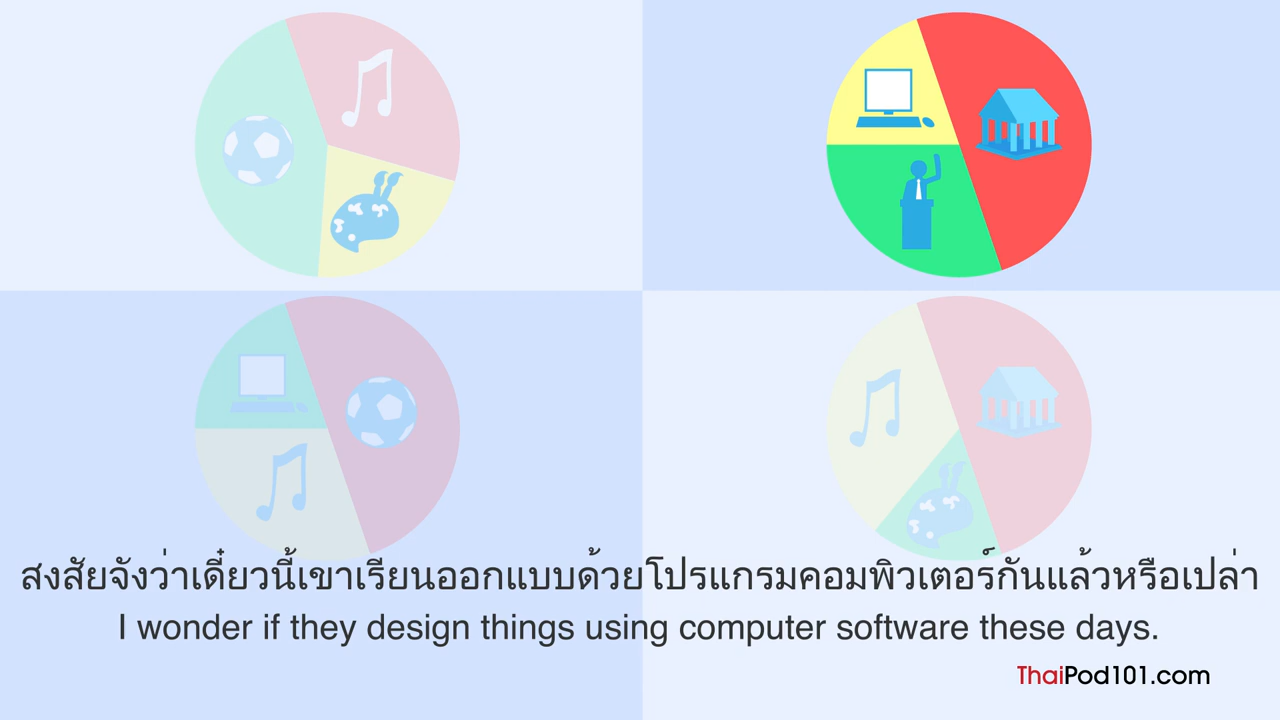 สงสัยจังว่าเดี๋ยวนี้เขาเรียนออกแบบด้วยโปรแกรมคอมพิวเตอร์กันแล้วหรือเปล่า
I wonder if they design things using computer software these days.
ThaiPod101.com